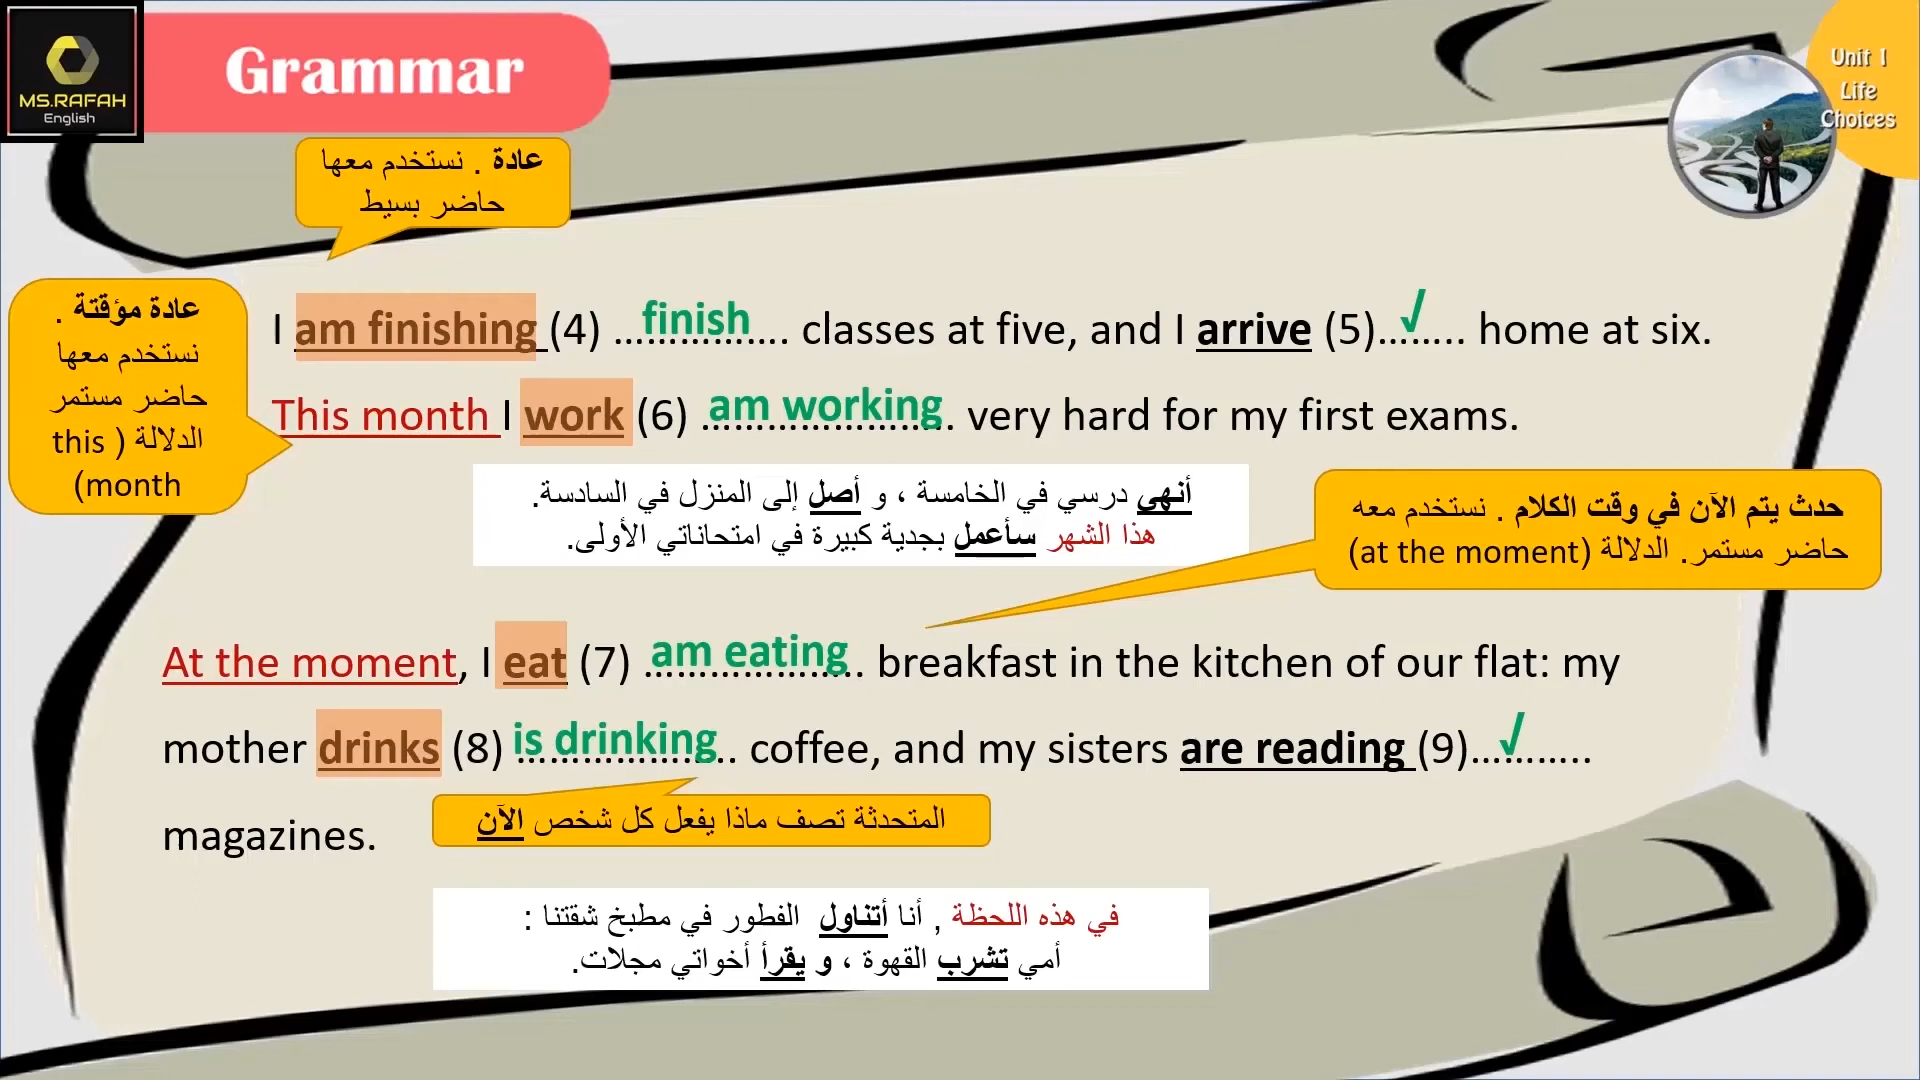 MS.RAFAH
English
Grammar
Unit 1
Life
Choices
عادة . نستخدم معها
حاضر بسيط
عادة مؤقتة .
نستخدم معها
حاضر مستمر
الدلالة ( this
month)
I am finishing (4) ……finish……. classes at five, and I arrive (5)…√….. home at six.
This month I work (6) ……am working……. very hard for my first exams.
أنهي درسي في الخامسة ، و أصل إلى المنزل في السادسة.
هذا الشهر سأعمل بجدية كبيرة في امتحاناتي الأولى.
حدث يتم الآن في وقت الكلام . نستخدم معه
حاضر مستمر. الدلالة (at the moment)
At the moment, I eat (7) ……am eating……. breakfast in the kitchen of our flat: my
mother drinks (8) ……is drinking……. coffee, and my sisters are reading (9)…√……..
magazines.
المتحدثة تصف ماذا يفعل كل شخص الآن
في هذه اللحظة , أنا أتناول الفطور في مطبخ شقتنا :
أمي تشرب القهوة ، و يقرأ أخواتي مجلات.